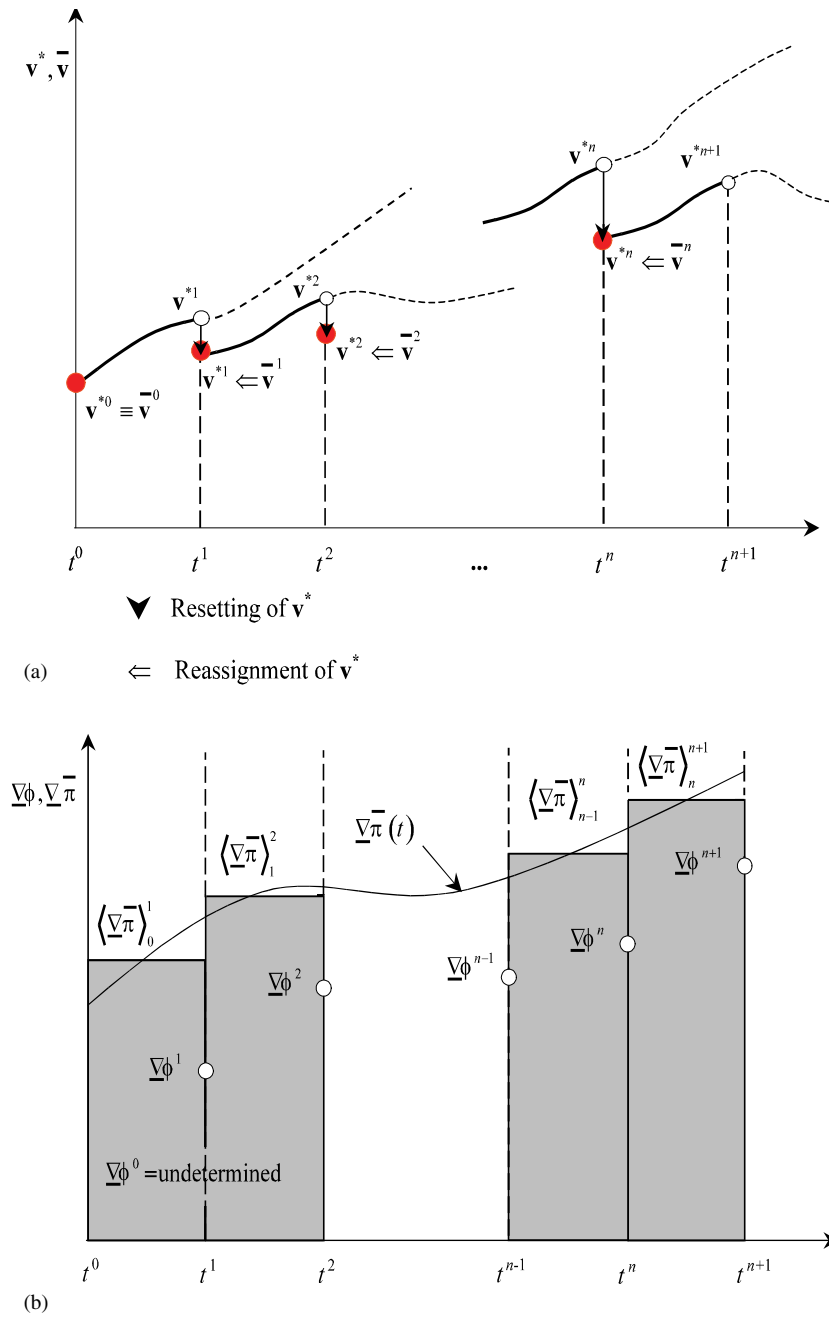 v*, v̄
v*⁰ ≡ v̄⁰
v*¹
v*¹ ⇐ v̄¹
v*²
v*² ⇐ v̄²
v*ⁿ
v*ⁿ ⇐ v̄ⁿ
v*ⁿ⁺¹
t⁰ t¹ t² ... tⁿ tⁿ⁺¹
Resetting of v*
(a) ⇐ Reassignment of v*
∇ϕ, ∇π̄
⟨∇π̄⟩₀¹
⟨∇π̄⟩₁²
∇π̄(t)
⟨∇π̄⟩ₙ₋₁ⁿ
⟨∇π̄⟩ₙⁿ⁺¹
∇ϕ¹
∇ϕ²
∇ϕⁿ⁻¹
∇ϕⁿ
∇ϕⁿ⁺¹
∇ϕ⁰ =undetermined
t⁰ t¹ t² tⁿ⁻¹ tⁿ tⁿ⁺¹
(b)